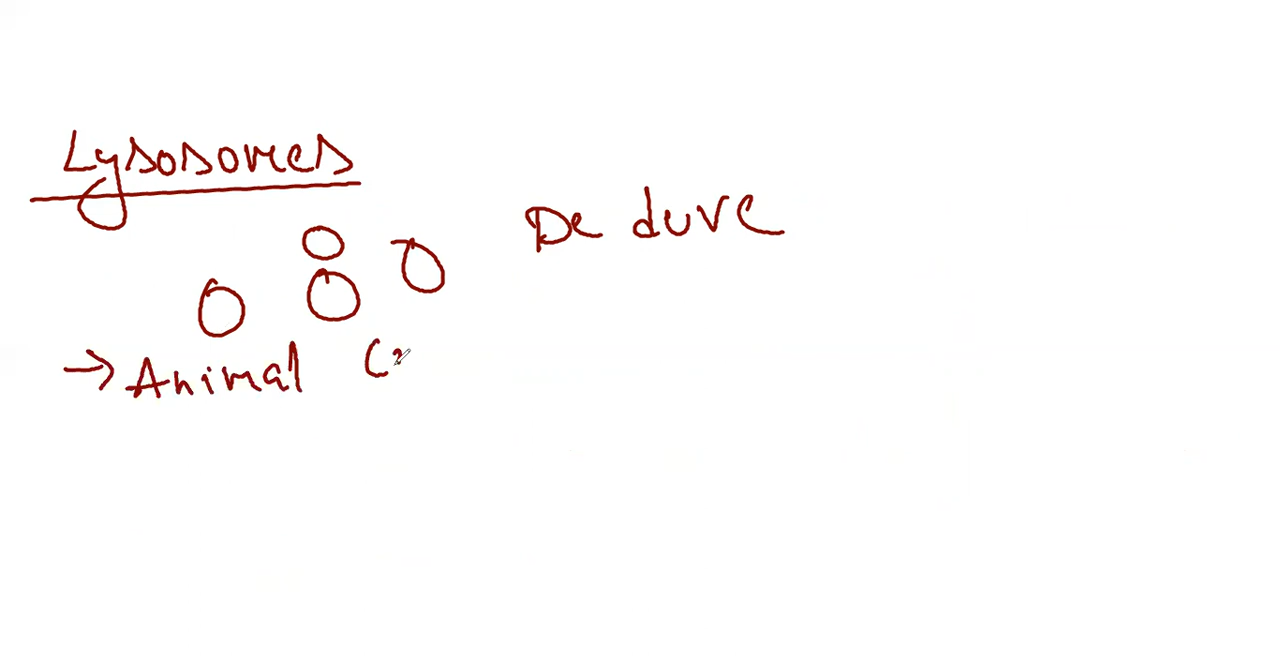 Lysosomes
De duve
→ Animal